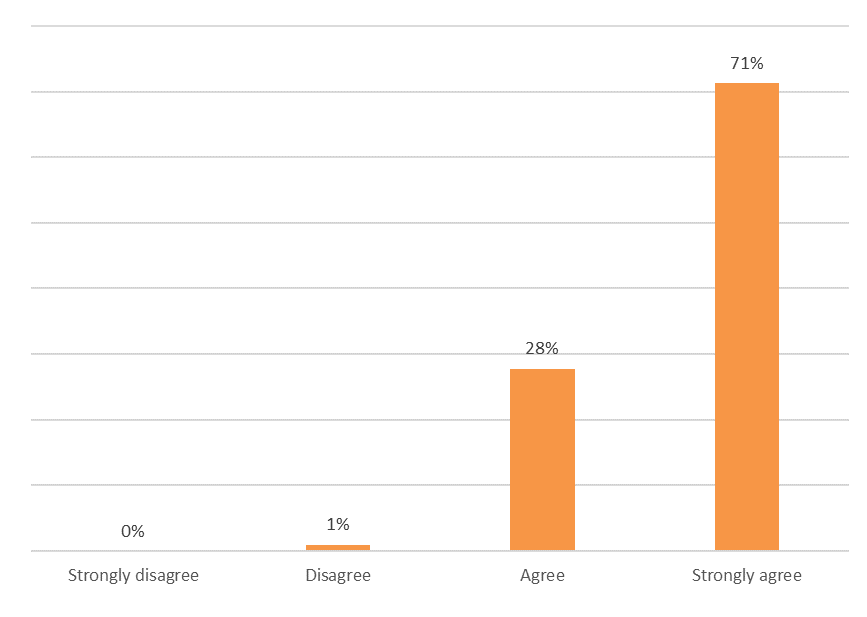 71%
28%
1%
0%
Strongly disagree
Disagree
Agree
Strongly agree